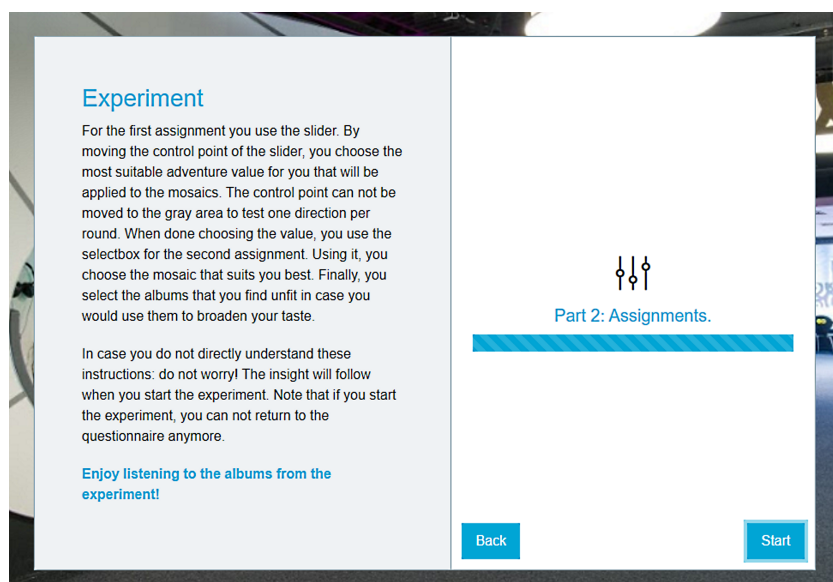 Experiment
For the first assignment you use the slider. By
moving the control point of the slider, you choose the
most suitable adventure value for you that will be
applied to the mosaics. The control point can not be
moved to the gray area to test one direction per
round. When done choosing the value, you use the
selectbox for the second assignment. Using it, you
choose the mosaic that suits you best. Finally, you
select the albums that you find unfit in case you
would use them to broaden your taste.
In case you do not directly understand these
instructions: do not worry! The insight will follow
when you start the experiment. Note that if you start
the experiment, you can not return to the
questionnaire anymore.
Enjoy listening to the albums from the
experiment!
Part 2: Assignments.
Back
Start